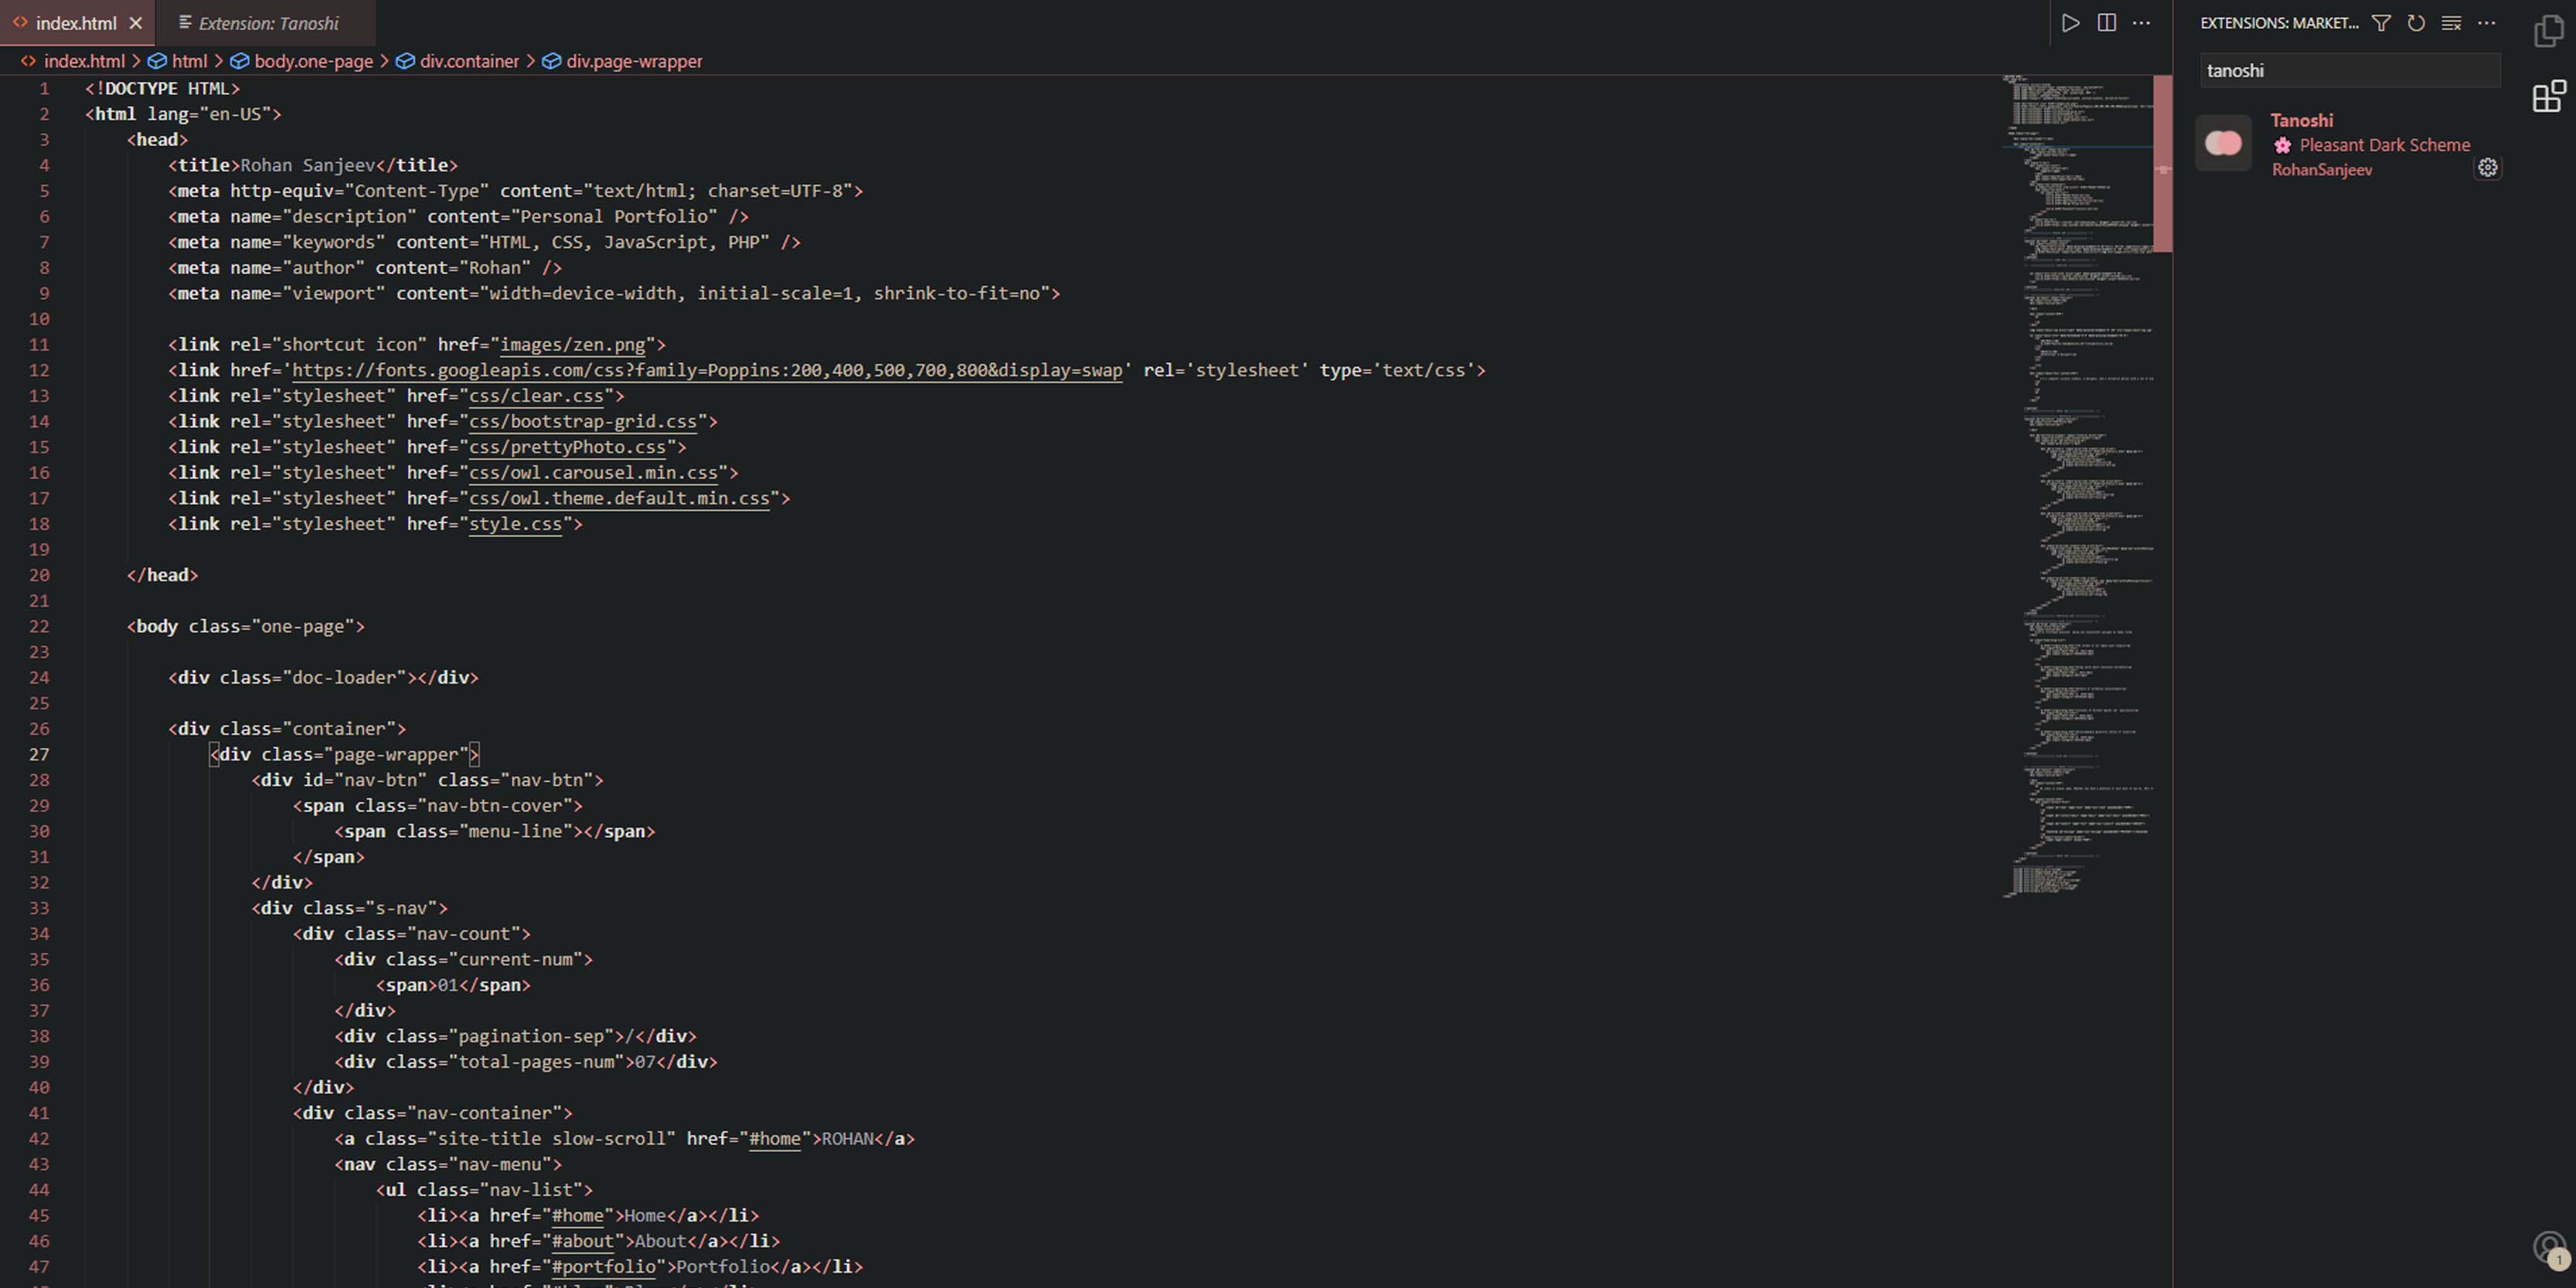 index.html
Extension: Tanoshi
index.html > html > body.one-page > div.container > div.page-wrapper
1 <!DOCTYPE HTML>
2 <html lang="en-US">
3 <head>
4 <title>Rohan Sanjeev</title>
5 <meta http-equiv="Content-Type" content="text/html; charset=UTF-8">
6 <meta name="description" content="Personal Portfolio" />
7 <meta name="keywords" content="HTML, CSS, JavaScript, PHP" />
8 <meta name="author" content="Rohan" />
9 <meta name="viewport" content="width=device-width, initial-scale=1, shrink-to-fit=no">
10
11 <link rel="shortcut icon" href="images/zen.png">
12 <link href='https://fonts.googleapis.com/css?family=Poppins:200,400,500,700,800&display=swap' rel='stylesheet' type='text/css'>
13 <link rel="stylesheet" href="css/clear.css">
14 <link rel="stylesheet" href="css/bootstrap-grid.css">
15 <link rel="stylesheet" href="css/prettyPhoto.css">
16 <link rel="stylesheet" href="css/owl.carousel.min.css">
17 <link rel="stylesheet" href="css/owl.theme.default.min.css">
18 <link rel="stylesheet" href="style.css">
19
20 </head>
21
22 <body class="one-page">
23
24 <div class="doc-loader"></div>
25
26 <div class="container">
27 <div class="page-wrapper">
28 <div id="nav-btn" class="nav-btn">
29 <span class="nav-btn-cover">
30 <span class="menu-line"></span>
31 </span>
32 </div>
33 <div class="s-nav">
34 <div class="nav-count">
35 <div class="current-num">
36 <span>01</span>
37 </div>
38 <div class="pagination-sep">/</div>
39 <div class="total-pages-num">07</div>
40 </div>
41 <div class="nav-container">
42 <a class="site-title slow-scroll" href="#home">ROHAN</a>
43 <nav class="nav-menu">
44 <ul class="nav-list">
45 <li><a href="#home">Home</a></li>
46 <li><a href="#about">About</a></li>
47 <li><a href="#portfolio">Portfolio</a></li>
EXTENSIONS: MARKET...
tanoshi
Tanoshi
🌸 Pleasant Dark Scheme
RohanSanjeev
1